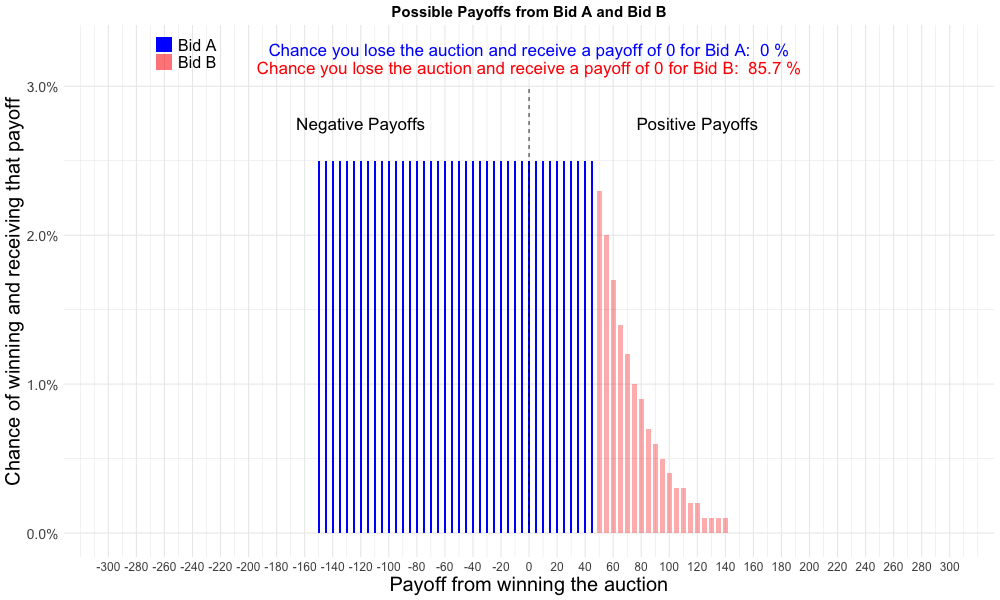 Possible Payoffs from Bid A and Bid B
Bid A
Bid B
Chance you lose the auction and receive a payoff of 0 for Bid A:  0 %
Chance you lose the auction and receive a payoff of 0 for Bid B:  85.7 %
Negative Payoffs
Positive Payoffs
Chance of winning and receiving that payoff
3.0%
2.0%
1.0%
0.0%
-300 -280 -260 -240 -220 -200 -180 -160 -140 -120 -100 -80 -60 -40 -20 0 20 40 60 80 100 120 140 160 180 200 220 240 260 280 300
Payoff from winning the auction